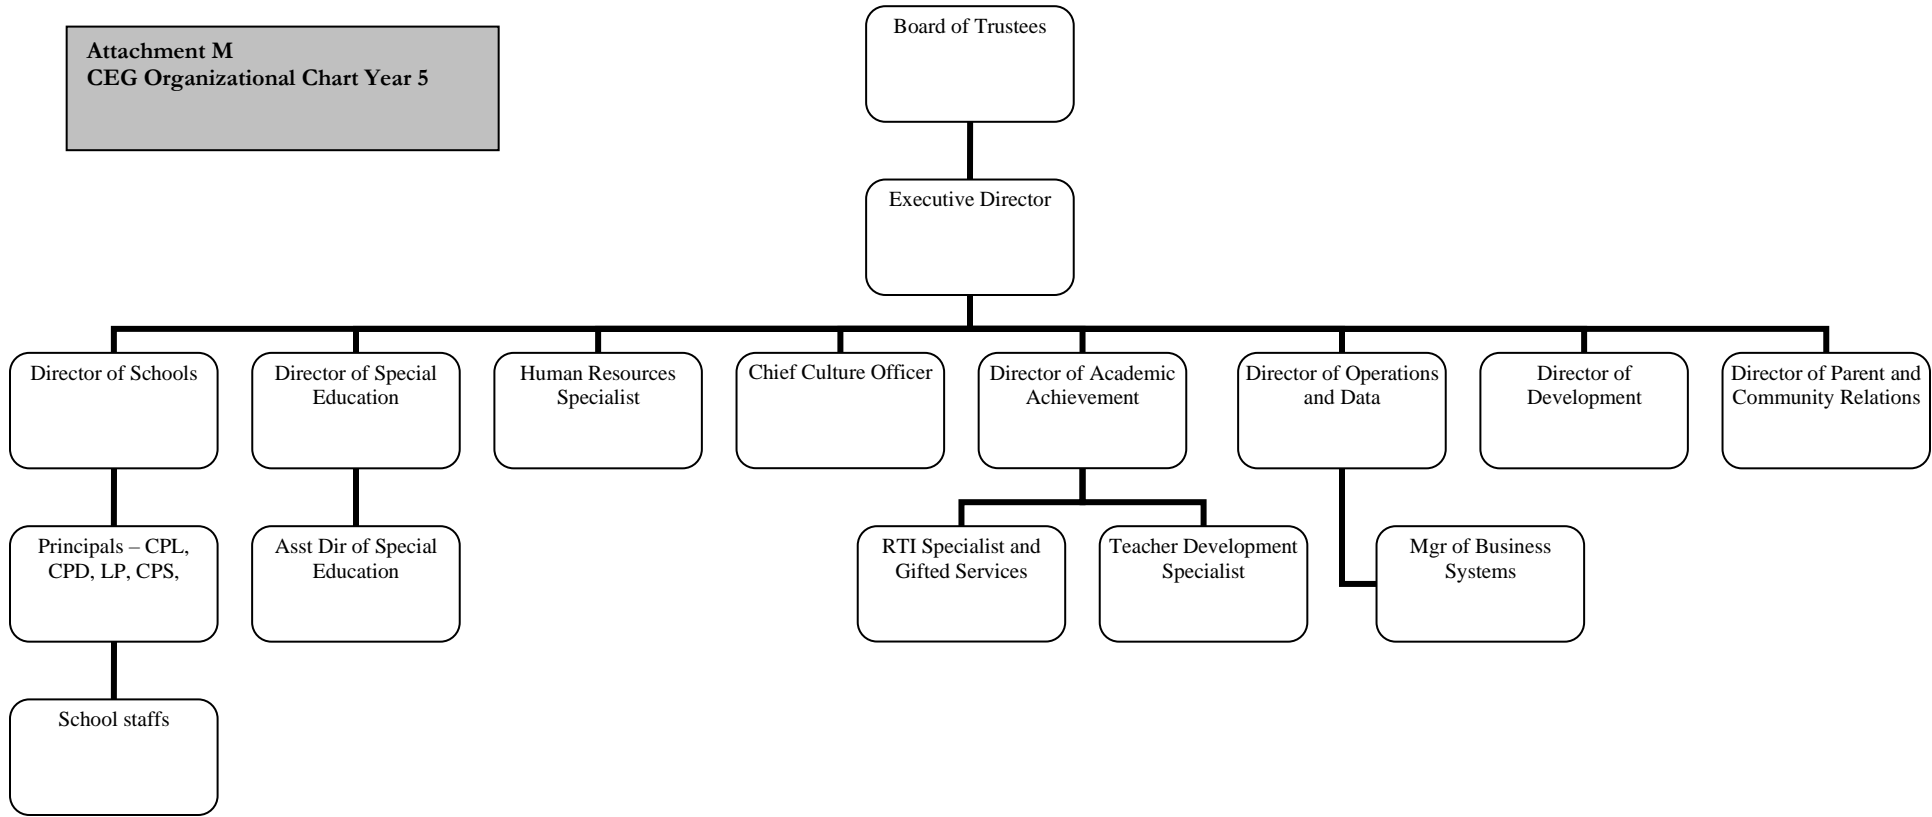 Attachment M
CEG Organizational Chart Year 5
Board of Trustees
Executive Director
Director of Schools
Director of Special
Education
Human Resources
Specialist
Chief Culture Officer
Director of Academic
Achievement
Director of Operations
and Data
Director of
Development
Director of Parent and
Community Relations
Principals – CPL,
CPD, LP, CPS,
Asst Dir of Special
Education
RTI Specialist and
Gifted Services
Teacher Development
Specialist
Mgr of Business
Systems
School staffs